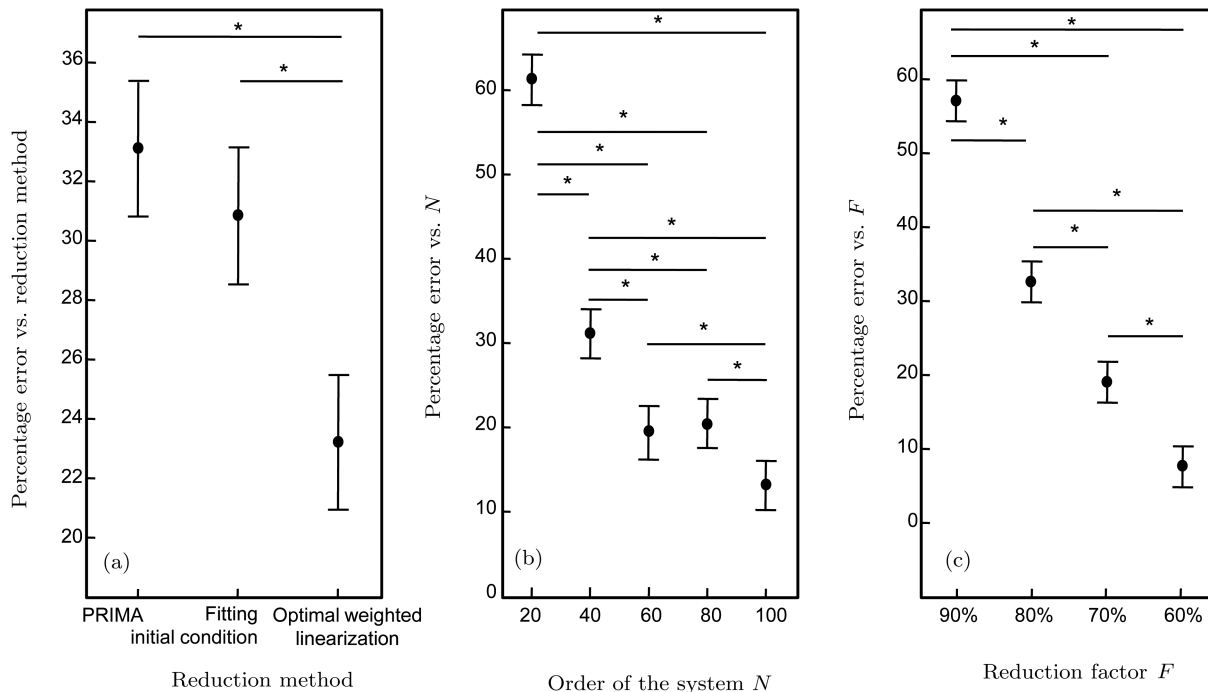 Percentage error vs. reduction method
36
34
32
30
28
26
24
22
20
*
*
(a)
PRIMA
Fitting
initial condition
Optimal weighted
linearization
Reduction method
Percentage error vs. N
60
50
40
30
20
10
0
*
*
*
*
*
*
*
*
*
(b)
20 40 60 80 100
Order of the system N
Percentage error vs. F
60
50
40
30
20
10
0
*
*
*
*
*
*
(c)
90% 80% 70% 60%
Reduction factor F